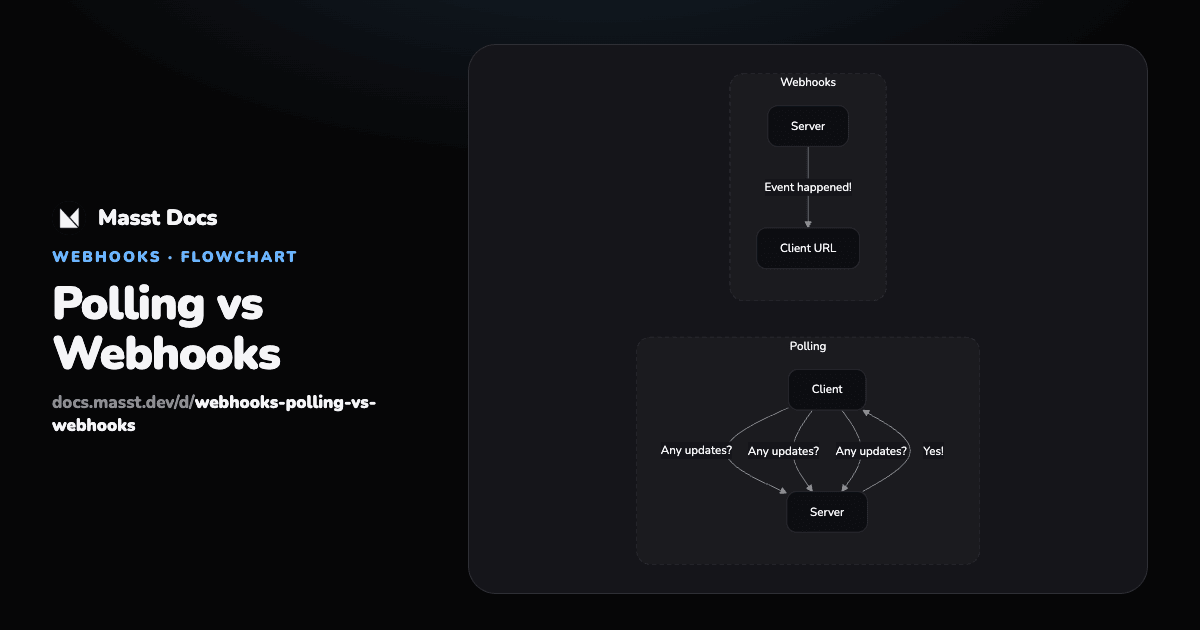 Masst Docs
WEBHOOKS · FLOWCHART
Polling vs
Webhooks
docs.masst.dev/d/webhooks-polling-vs-
webhooks
Webhooks
Server
Event happened!
Client URL
Polling
Client
Any updates? Any updates? Any updates? Yes!
Server